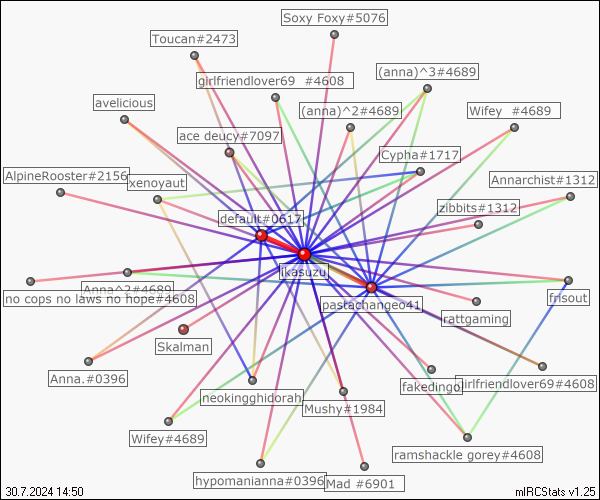 Soxy Foxy#5076
Toucan#2473
(anna)^3#4689
girlfriendlover69 #4608
avelicious
(anna)^2#4689
Wifey #4689
ace deucy#7097
Cypha#1717
AlpineRooster#2156
xenoyaut
Annarchist#1312
zibbits#1312
default#0617
likasuzu
Anna^2#4689
no cops no laws no hope#4608
pastachangeo41
frisout
rattgaming
Skalman
Anna.#0396
neokingghidorah
fakedingo
girlfriendlover69#4608
Mushy#1984
Wifey#4689
ramshackle gorey#4608
hypomanianna#0396
Mad #6901
30.7.2024 14:50
mIRCStats v1.25